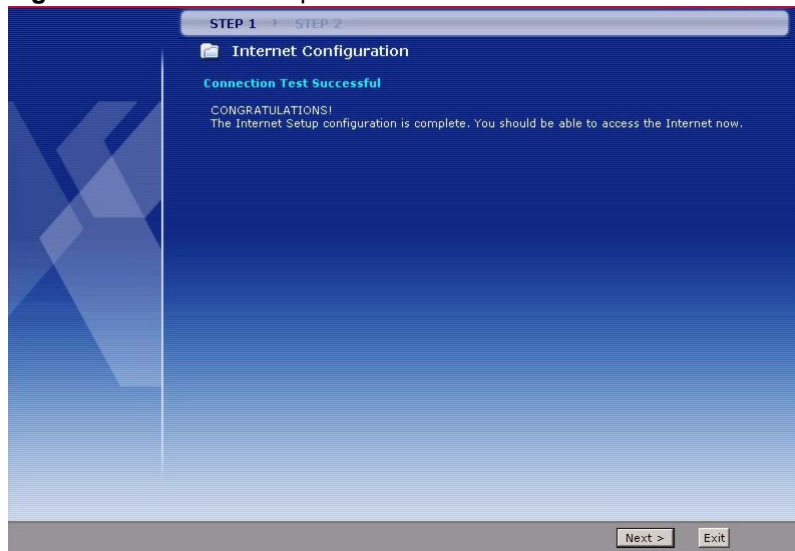 STEP 1 STEP 2
Internet Configuration
Connection Test Successful
CONGRATULATIONS!
The Internet Setup configuration is complete. You should be able to access the Internet now.
Next > Exit